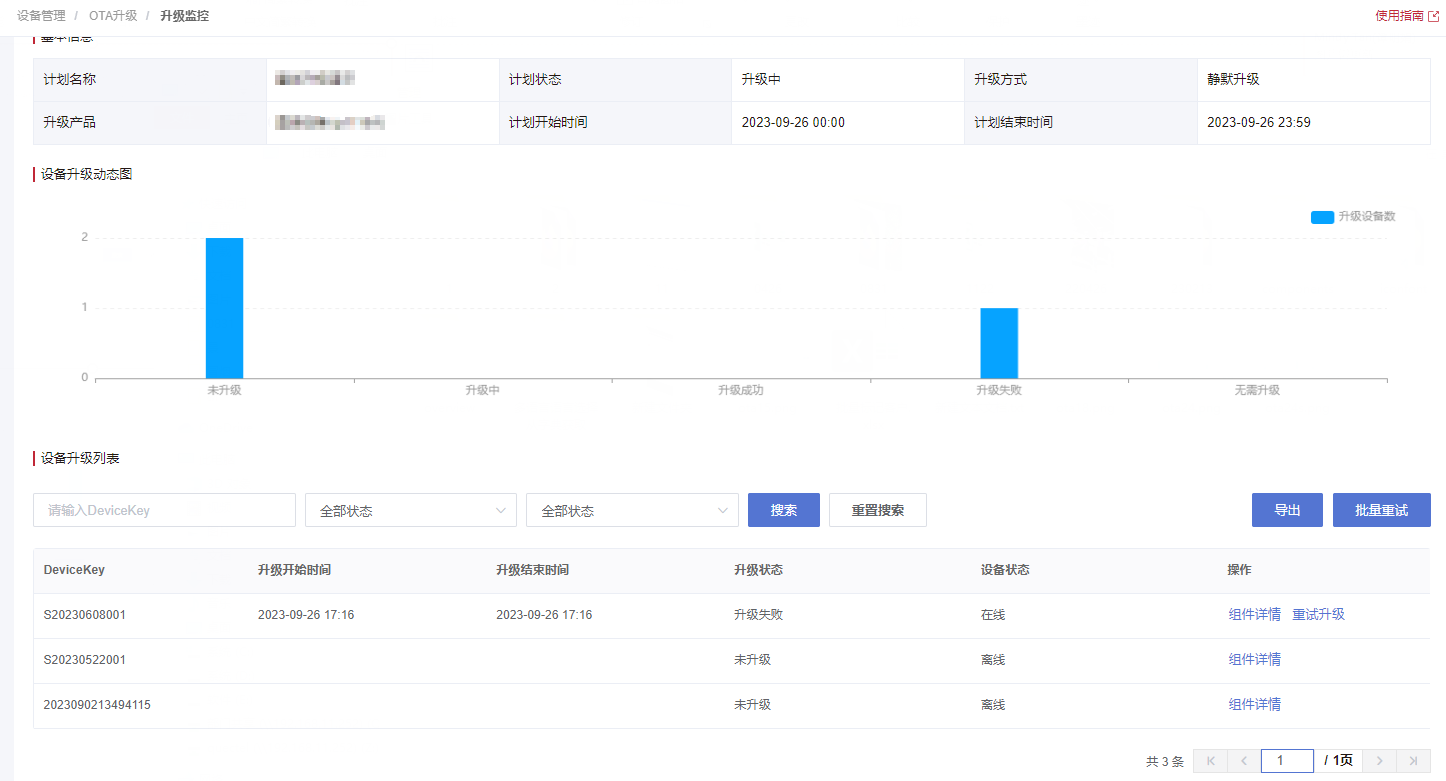 设备管理 / OTA升级 / 升级监控
使用指南
基本信息
计划名称 计划状态 升级中 升级方式 静默升级
升级产品 计划开始时间 2023-09-26 00:00 计划结束时间 2023-09-26 23:59
设备升级动态图
升级设备数
2
1
0
未升级 升级中 升级成功 升级失败 无需升级
设备升级列表
请输入DeviceKey 全部状态 全部状态 搜索 重置搜索 导出 批量重试
DeviceKey 升级开始时间 升级结束时间 升级状态 设备状态 操作
S20230608001 2023-09-26 17:16 2023-09-26 17:16 升级失败 在线 组件详情 重试升级
S20230522001 未升级 离线 组件详情
2023090213494115 未升级 离线 组件详情
共 3 条 1 / 1页